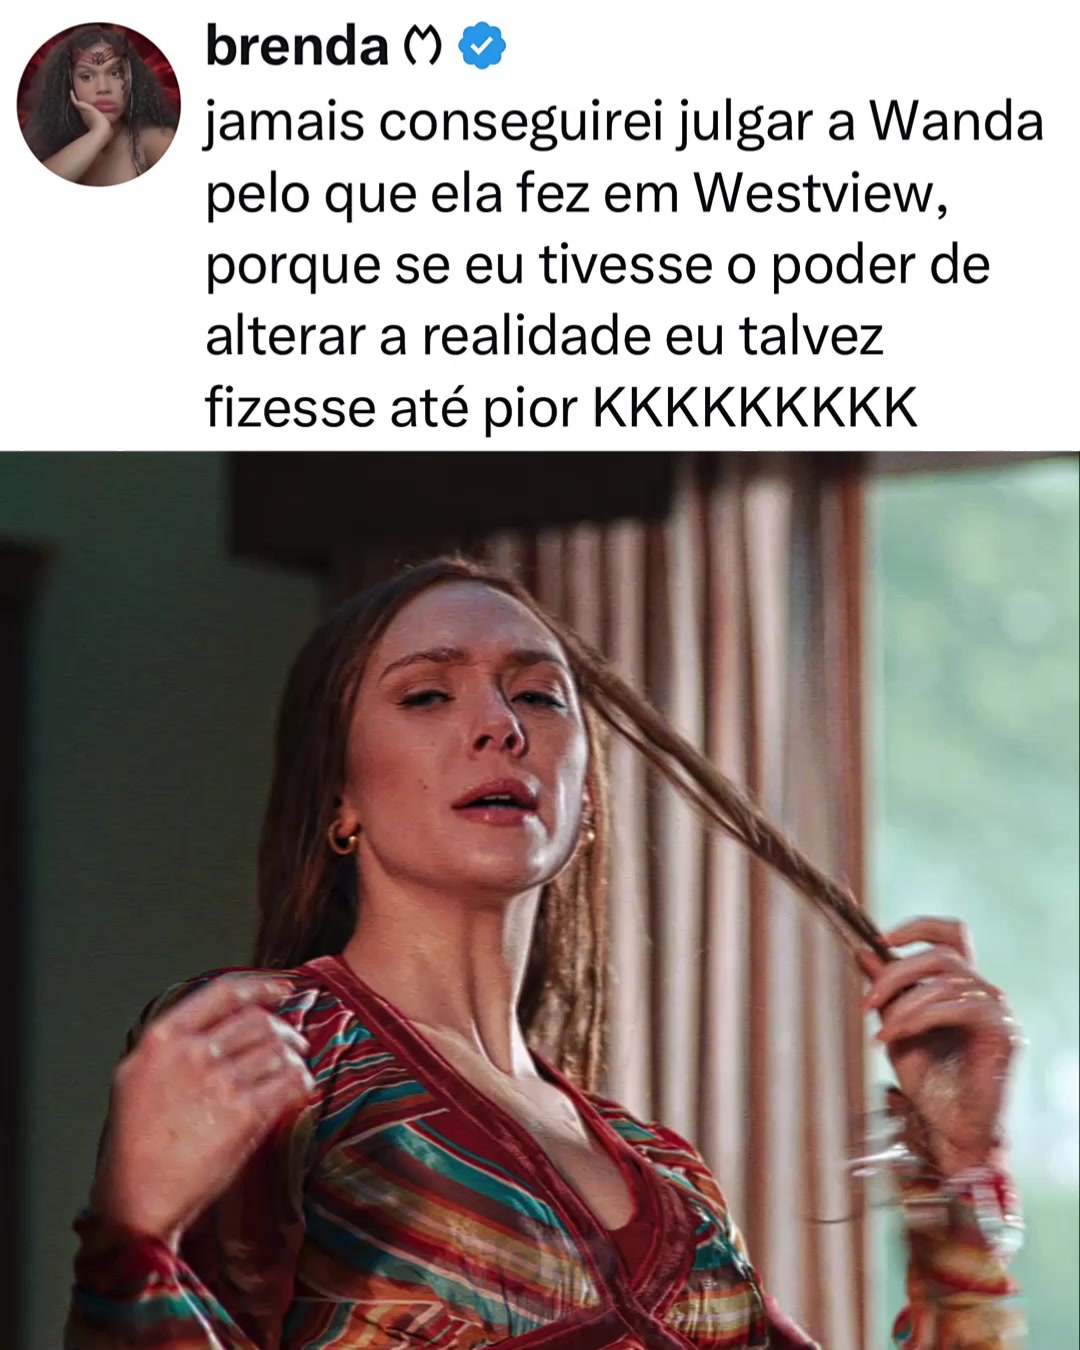 brenda
jamais conseguirei julgar a Wanda
pelo que ela fez em Westview,
porque se eu tivesse o poder de
alterar a realidade eu talvez
fizesse até pior KKKKKKKKK